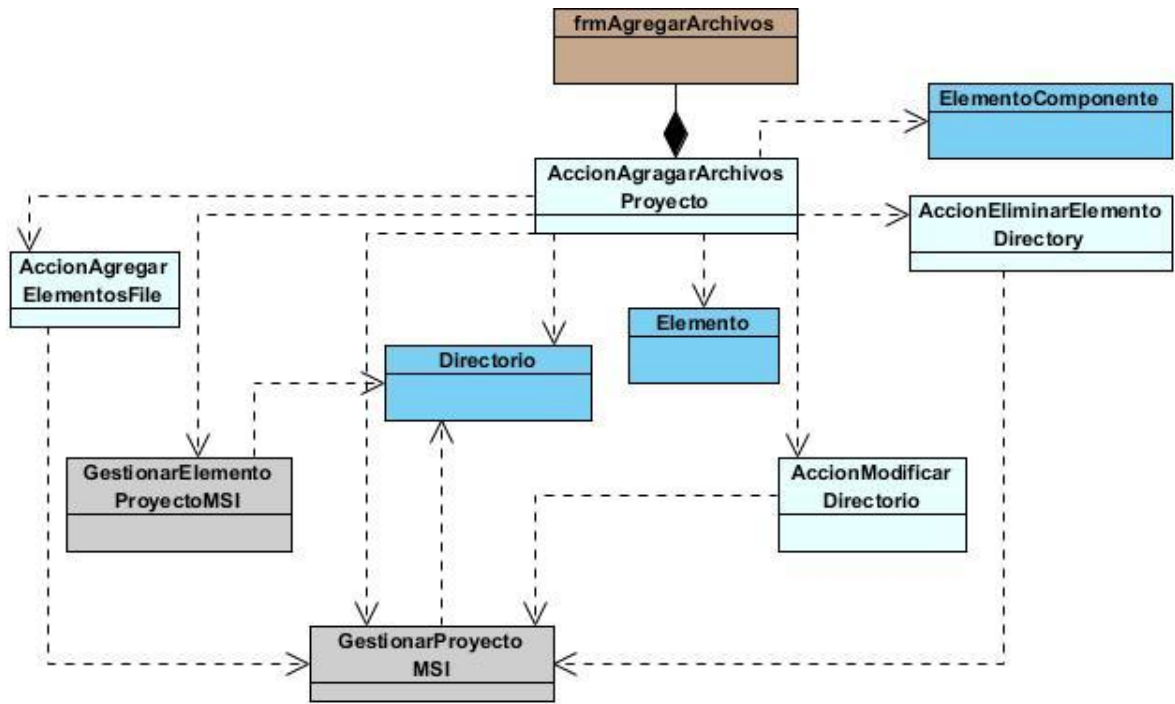 frmAgregarArchivos
ElementoComponente
AccionAgragarArchivos
Proyecto
AccionEliminarElemento
Directory
AccionAgregar
ElementosFile
Elemento
Directorio
GestionarElemento
ProyectoMSI
AccionModificar
Directorio
GestionarProyecto
MSI